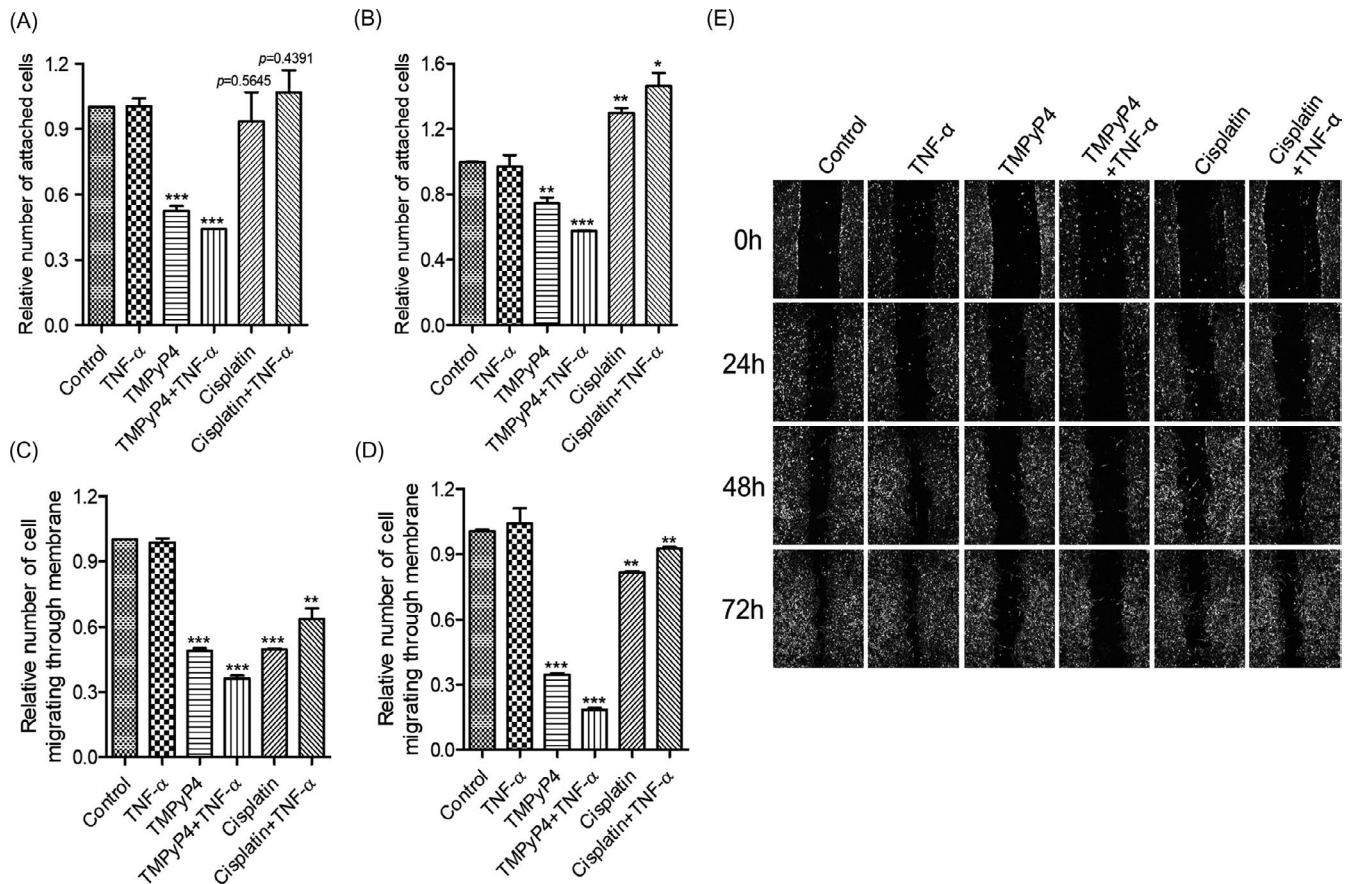 (A)
Relative number of attached cells
1.2
0.9
0.6
0.3
0.0
***
***
p=0.5645
p=0.4391
Control
TNF-α
TMPyP4
TMPyP4+TNF-α
Cisplatin
Cisplatin+TNF-α
(B)
Relative number of attached cells
1.6
1.2
0.8
0.4
0.0
**
***
**
*
Control
TNF-α
TMPyP4
TMPyP4+TNF-α
Cisplatin
Cisplatin+TNF-α
(C)
Relative number of cell
migrating through membrane
1.2
0.9
0.6
0.3
0.0
***
***
***
**
Control
TNF-α
TMPyP4
TMPyP4+TNF-α
Cisplatin
Cisplatin+TNF-α
(D)
Relative number of cell
migrating through membrane
1.2
0.9
0.6
0.3
0.0
***
***
**
**
Control
TNF-α
TMPyP4
TMPyP4+TNF-α
Cisplatin
Cisplatin+TNF-α
(E)
Control
TNF-α
TMPyP4
TMPyP4
+TNF-α
Cisplatin
Cisplatin
+TNF-α
0h
24h
48h
72h